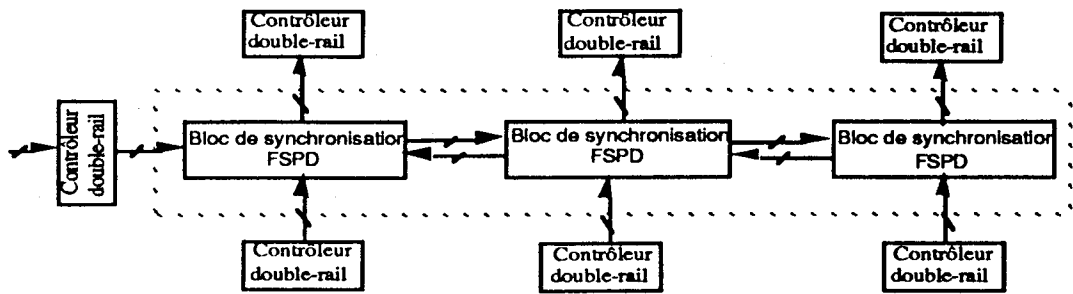 Contrôleur
double-rail
Contrôleur
double-rail
Contrôleur
double-rail
Contrôleur
double-rail
Bloc de synchronisation
FSPD
Bloc de synchronisation
FSPD
Bloc de synchronisation
FSPD
Contrôleur
double-rail
Contrôleur
double-rail
Contrôleur
double-rail